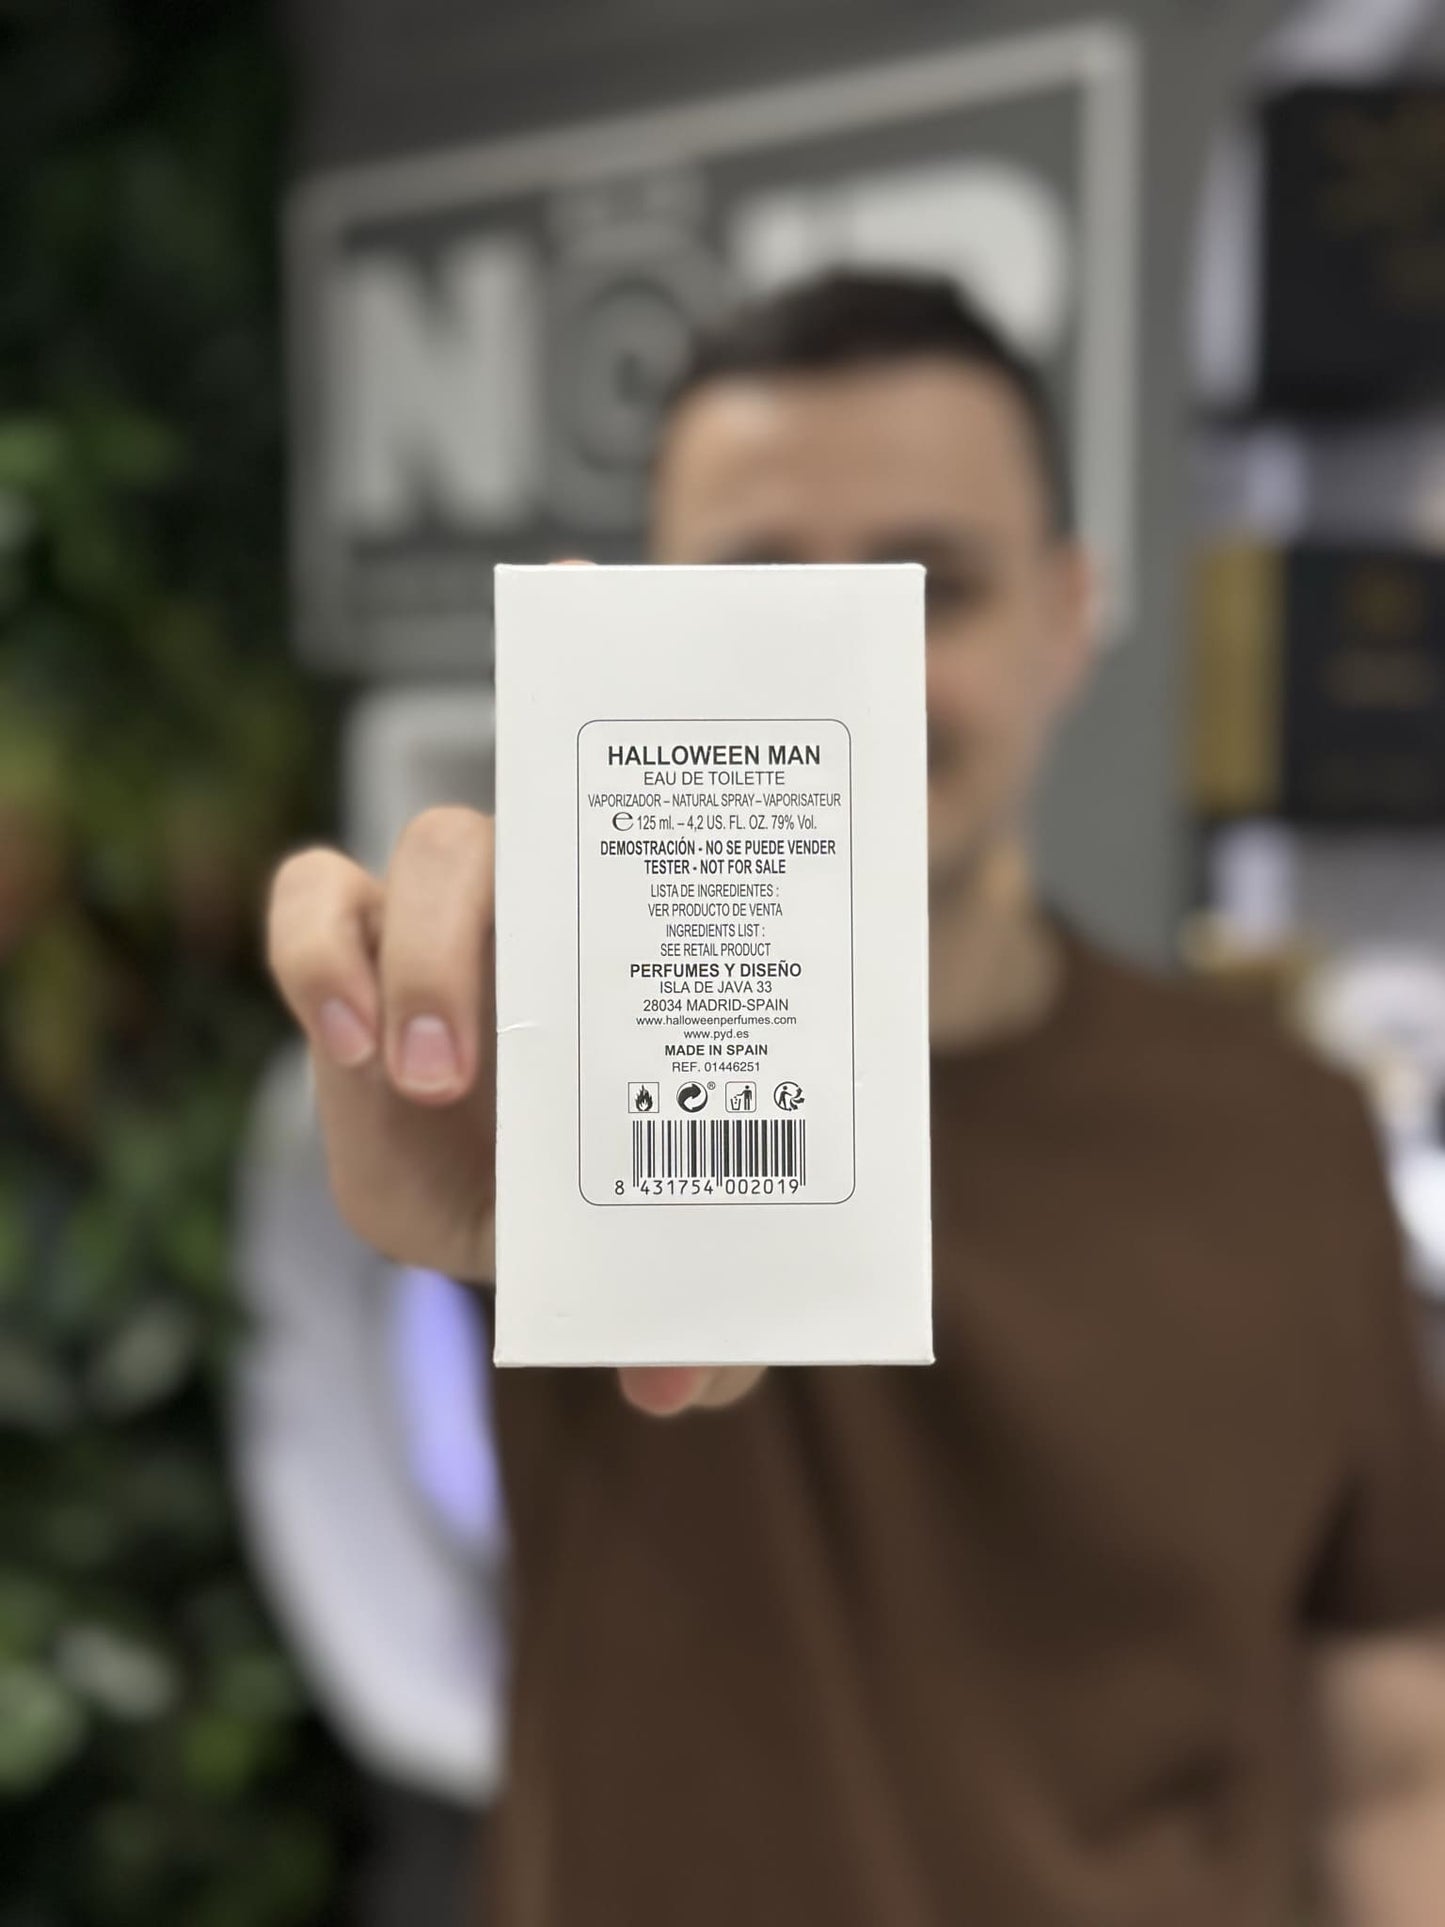 HALLOWEEN MAN
EAU DE TOILETTE
VAPORIZADOR – NATURAL SPRAY – VAPORISATEUR
℮ 125 ml. – 4,2 US. FL. OZ. 79% Vol.
DEMOSTRACIÓN - NO SE PUEDE VENDER
TESTER - NOT FOR SALE
LISTA DE INGREDIENTES :
VER PRODUCTO DE VENTA
INGREDIENTS LIST :
SEE RETAIL PRODUCT
PERFUMES Y DISEÑO
ISLA DE JAVA 33
28034 MADRID-SPAIN
www.halloweenperfumes.com
www.pyd.es
MADE IN SPAIN
REF. 01446251
®
8 431754 002019